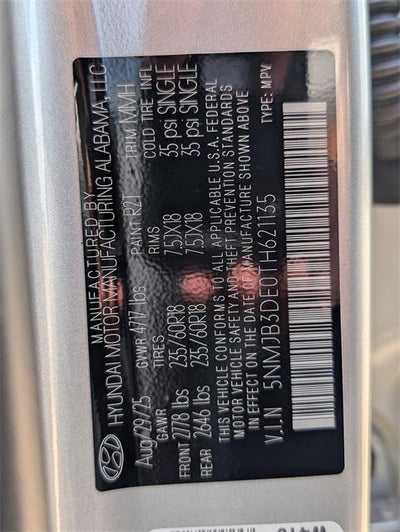 MANUFACTURED BY
HYUNDAI MOTOR MANUFACTURING ALABAMA, LLC
Aug/29/25 PAINT: R2T TRIM: MMH
GVWR 4717 lbs.
GAWR TIRES RIMS COLD TIRE INFL
FRONT 2778 lbs 235/60R18 7.5JX18 35 psi SINGLE
REAR 2646 lbs 235/60R18 7.5JX18 35 psi SINGLE
THIS VEHICLE CONFORMS TO ALL APPLICABLE U.S.A. FEDERAL
MOTOR VEHICLE SAFETY AND THEFT PREVENTION STANDARDS
IN EFFECT ON THE DATE OF MANUFACTURE SHOWN ABOVE.
V.I.N 5NMJB3DE0TH621135 TYPE: MPV